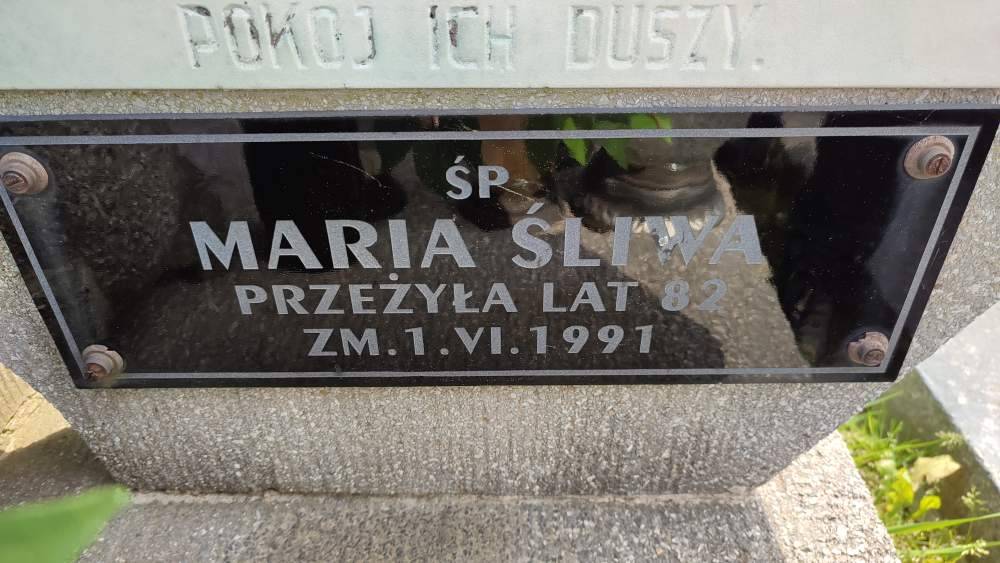 POKÓJ ICH DUSZY.
ŚP
MARIA ŚLIWA
PRZEŻYŁA LAT 82
ZM. 1. VI. 1991